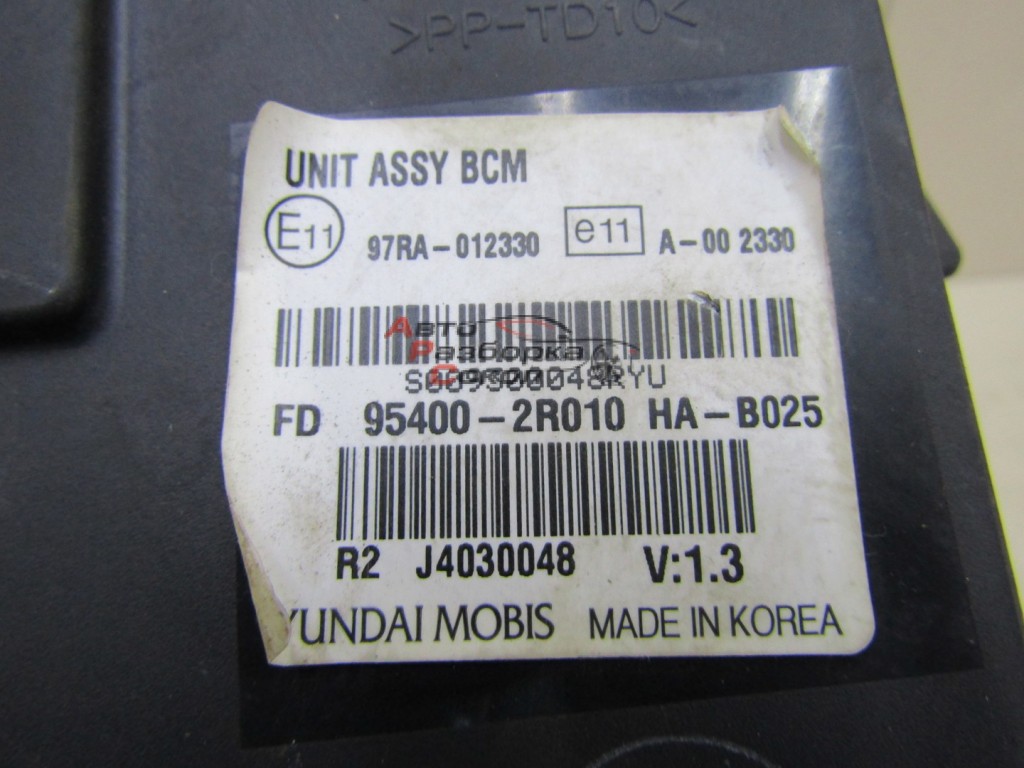 >PP-TD10<
UNIT ASSY BCM
E11 97RA-012330 e11 A-00 2330
Авто
Разборка
FD 95400-2R010 HA-B025
R2 J4030048 V:1.3
YUNDAI MOBIS MADE IN KOREA